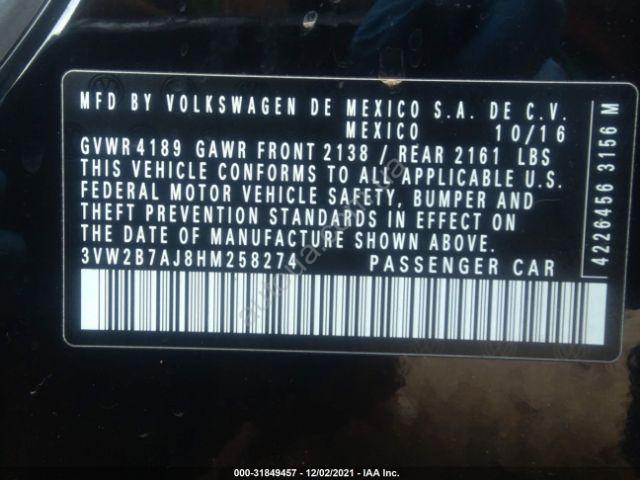 MFD BY VOLKSWAGEN DE MEXICO S.A. DE C.V.
MEXICO 10/16
GVWR 4189 GAWR FRONT 2138 / REAR 2161 LBS
THIS VEHICLE CONFORMS TO ALL APPLICABLE U.S.
FEDERAL MOTOR VEHICLE SAFETY, BUMPER AND
THEFT PREVENTION STANDARDS IN EFFECT ON
THE DATE OF MANUFACTURE SHOWN ABOVE.
3VW2B7AJ8HM258274 PASSENGER CAR
4226456 3156 M
000-31849457 - 12/02/2021 - IAA Inc.